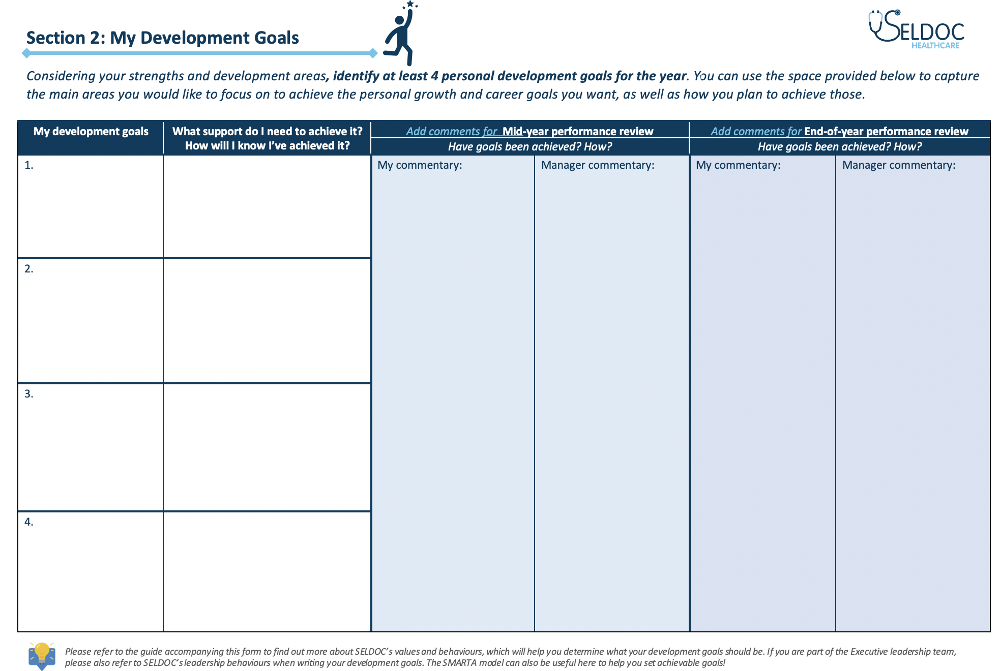 Section 2: My Development Goals
SELDOC
HEALTHCARE
Considering your strengths and development areas, identify at least 4 personal development goals for the year. You can use the space provided below to capture
the main areas you would like to focus on to achieve the personal growth and career goals you want, as well as how you plan to achieve those.
My development goals
What support do I need to achieve it?
How will I know I’ve achieved it?
Add comments for Mid-year performance review
Have goals been achieved? How?
Add comments for End-of-year performance review
Have goals been achieved? How?
1.
My commentary:
Manager commentary:
My commentary:
Manager commentary:
2.
3.
4.
Please refer to the guide accompanying this form to find out more about SELDOC’s values and behaviours, which will help you determine what your development goals should be. If you are part of the Executive leadership team,
please also refer to SELDOC’s leadership behaviours when writing your development goals. The SMARTA model can also be useful here to help you set achievable goals!